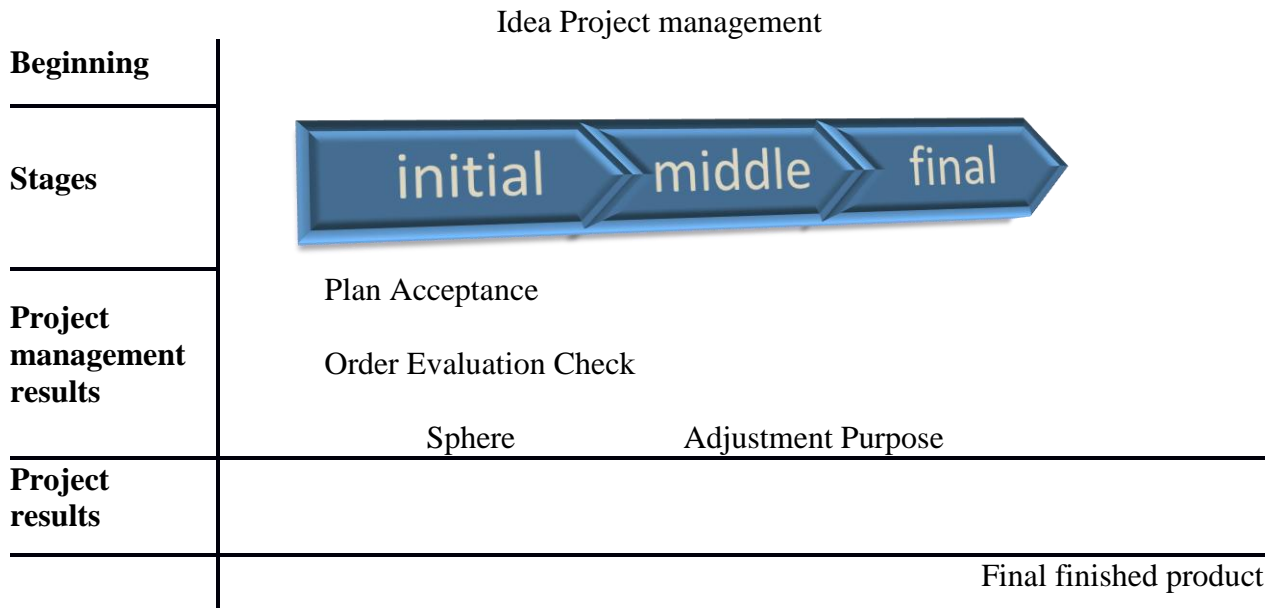 Idea Project management
Beginning
Stages
initial middle final
Plan Acceptance
Project
management
results
Order Evaluation Check
Sphere Adjustment Purpose
Project
results
Final finished product